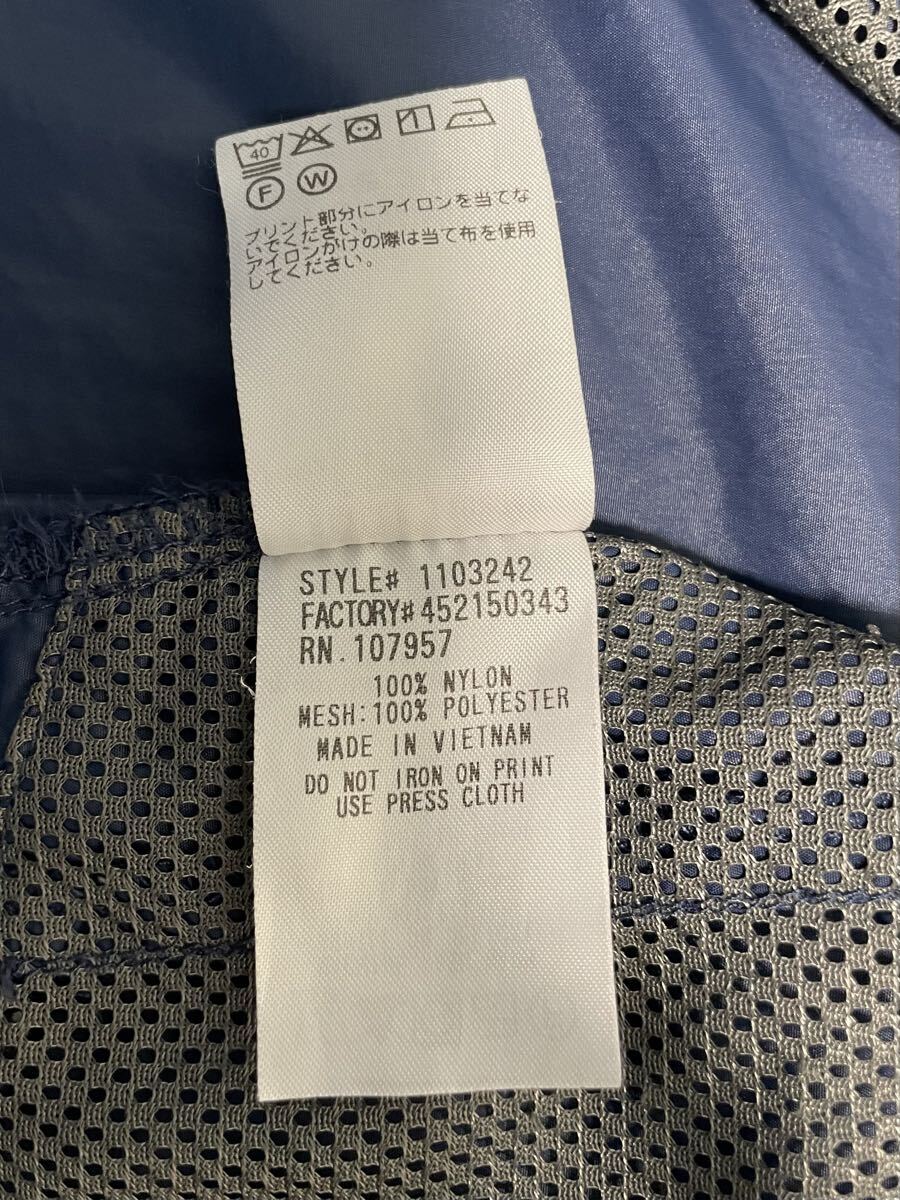 40
F W
プリント部分にアイロンを当てな
いでください。
アイロンがけの際は当て布を使用
してください。
STYLE# 1103242
FACTORY#452150343
RN.107957
100% NYLON
MESH:100% POLYESTER
MADE IN VIETNAM
DO NOT IRON ON PRINT
USE PRESS CLOTH